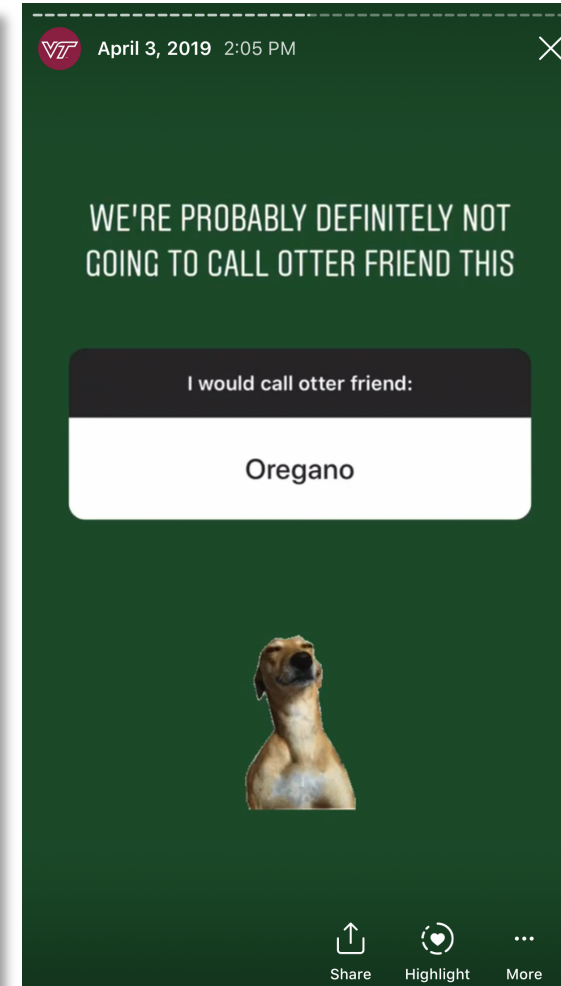 VT
April 3, 2019 2:05 PM
WE'RE PROBABLY DEFINITELY NOT
GOING TO CALL OTTER FRIEND THIS
I would call otter friend:
Oregano
Share Highlight More